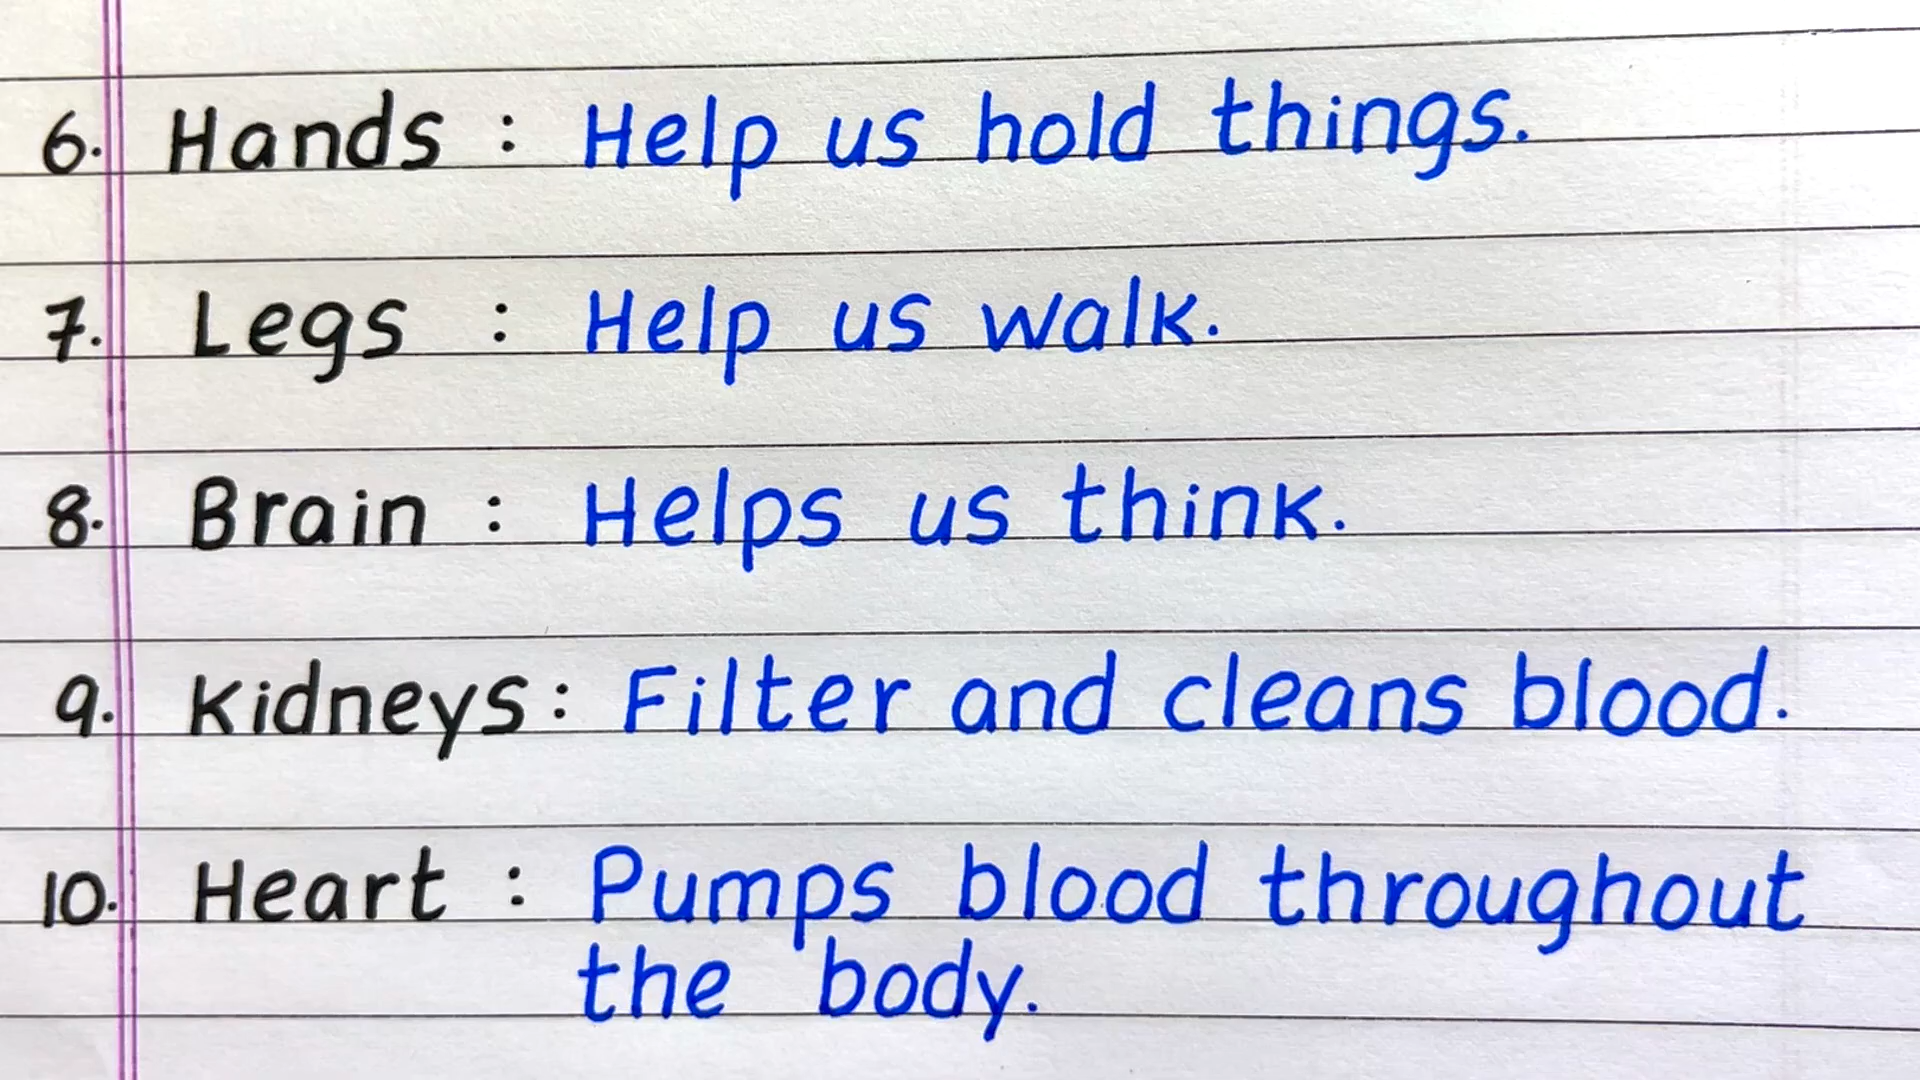 6. Hands : Help us hold things.
7. Legs : Help us walk.
8. Brain : Helps us think.
9. Kidneys : Filter and cleans blood.
10. Heart : Pumps blood throughout
the body.